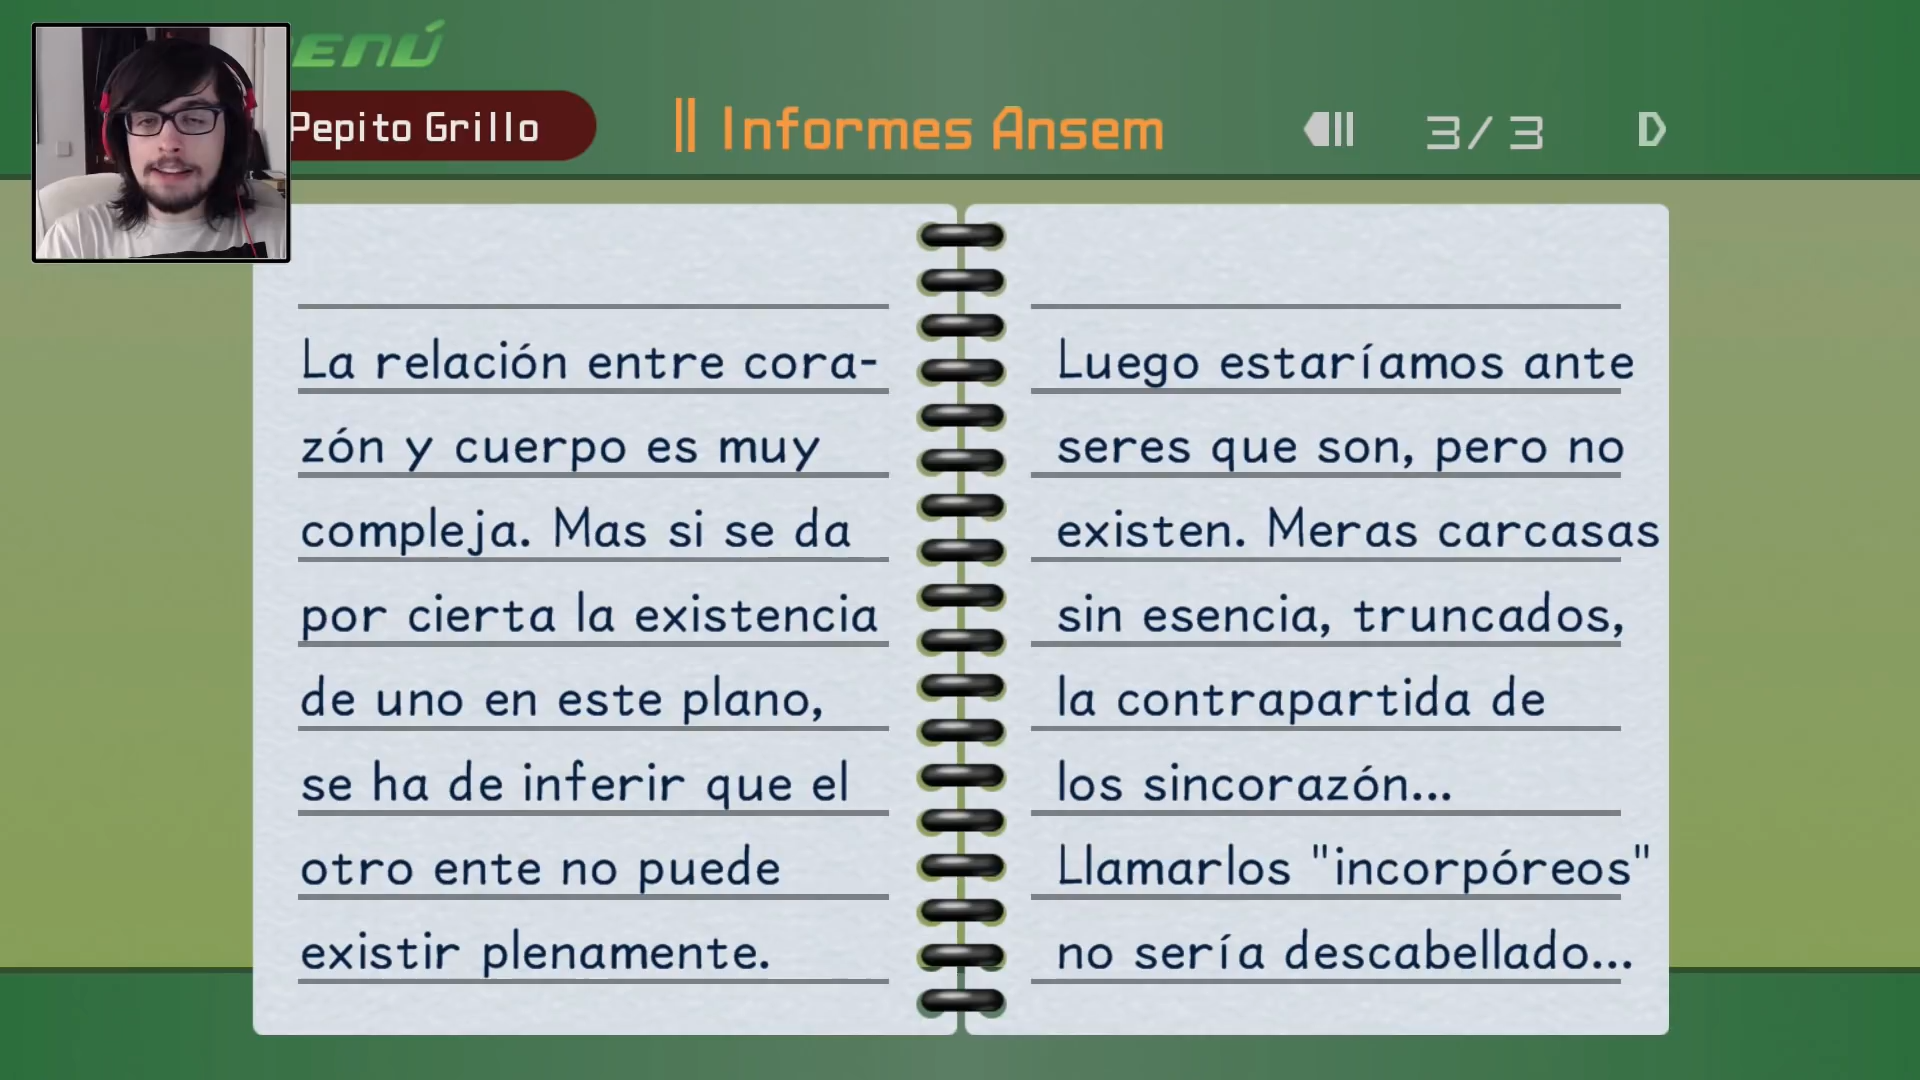 ENÚ
Pepito Grillo
Informes Ansem
3/3
La relación entre cora-
zón y cuerpo es muy
compleja. Mas si se da
por cierta la existencia
de uno en este plano,
se ha de inferir que el
otro ente no puede
existir plenamente.
Luego estaríamos ante
seres que son, pero no
existen. Meras carcasas
sin esencia, truncados,
la contrapartida de
los sincorazón...
Llamarlos "incorpóreos"
no sería descabellado...